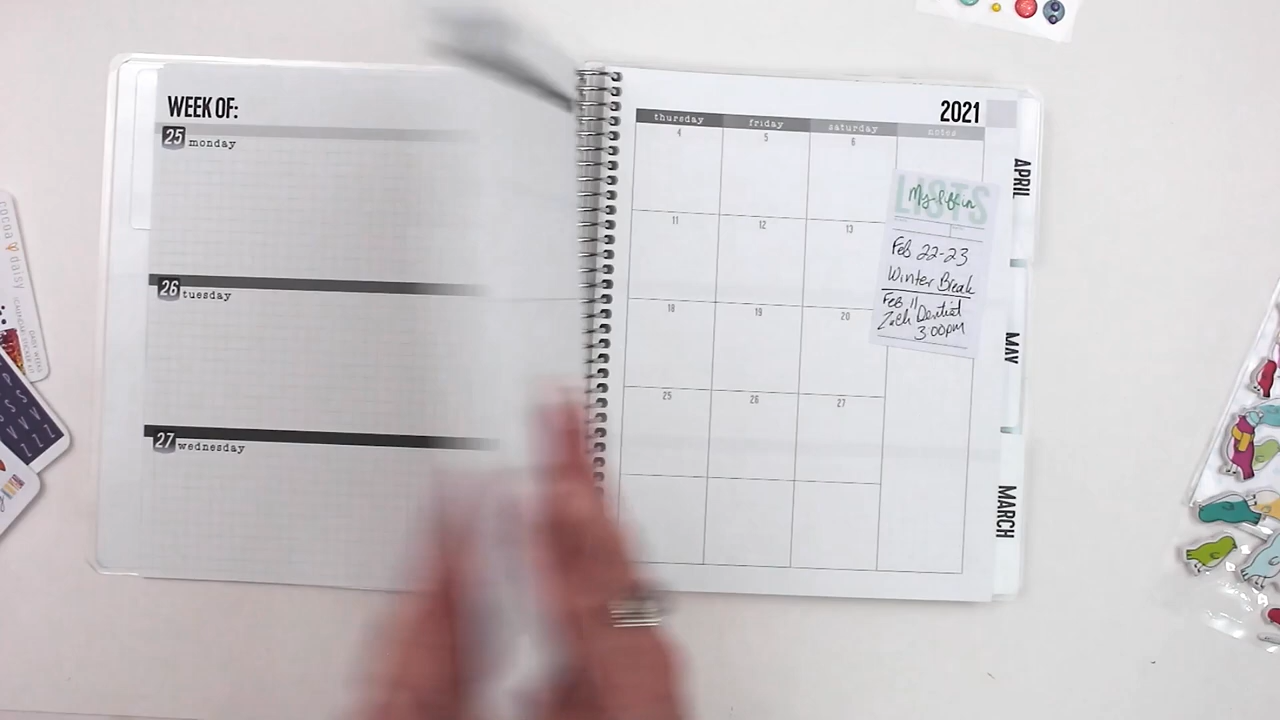 WEEK OF:
25 monday
26 tuesday
27 wednesday
2021
thursday friday saturday notes
4 5 6
11 12 13
18 19 20
25 26 27
LISTS
Feb 22-23
Winter Break
Feb 11
Zach Dentist
3:00pm
APRIL
MAY
MARCH
cocoa daisy